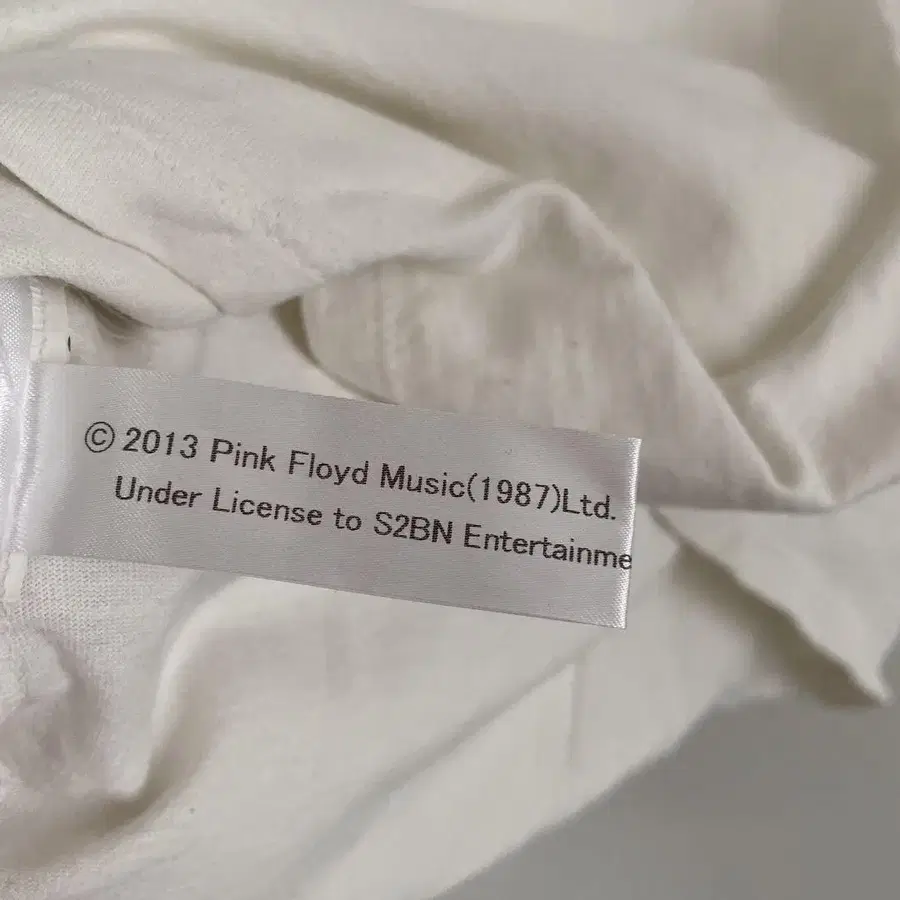 © 2013 Pink Floyd Music(1987)Ltd.
Under License to S2BN Entertainme